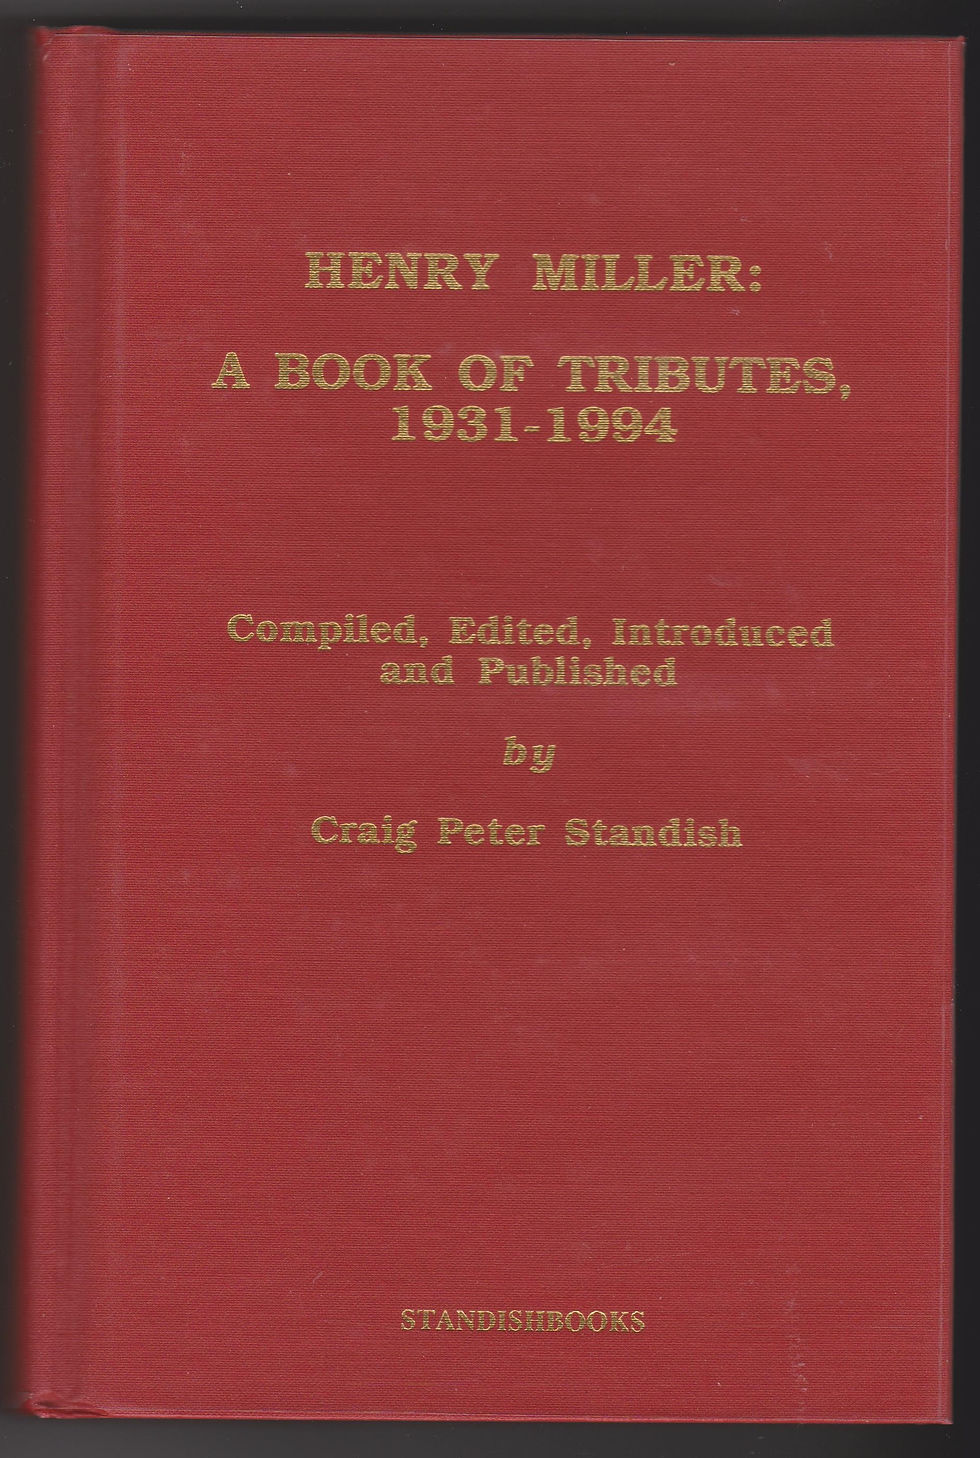 HENRY MILLER:
A BOOK OF TRIBUTES,
1931-1994
Compiled, Edited, Introduced
and Published
by
Craig Peter Standish
STANDISHBOOKS